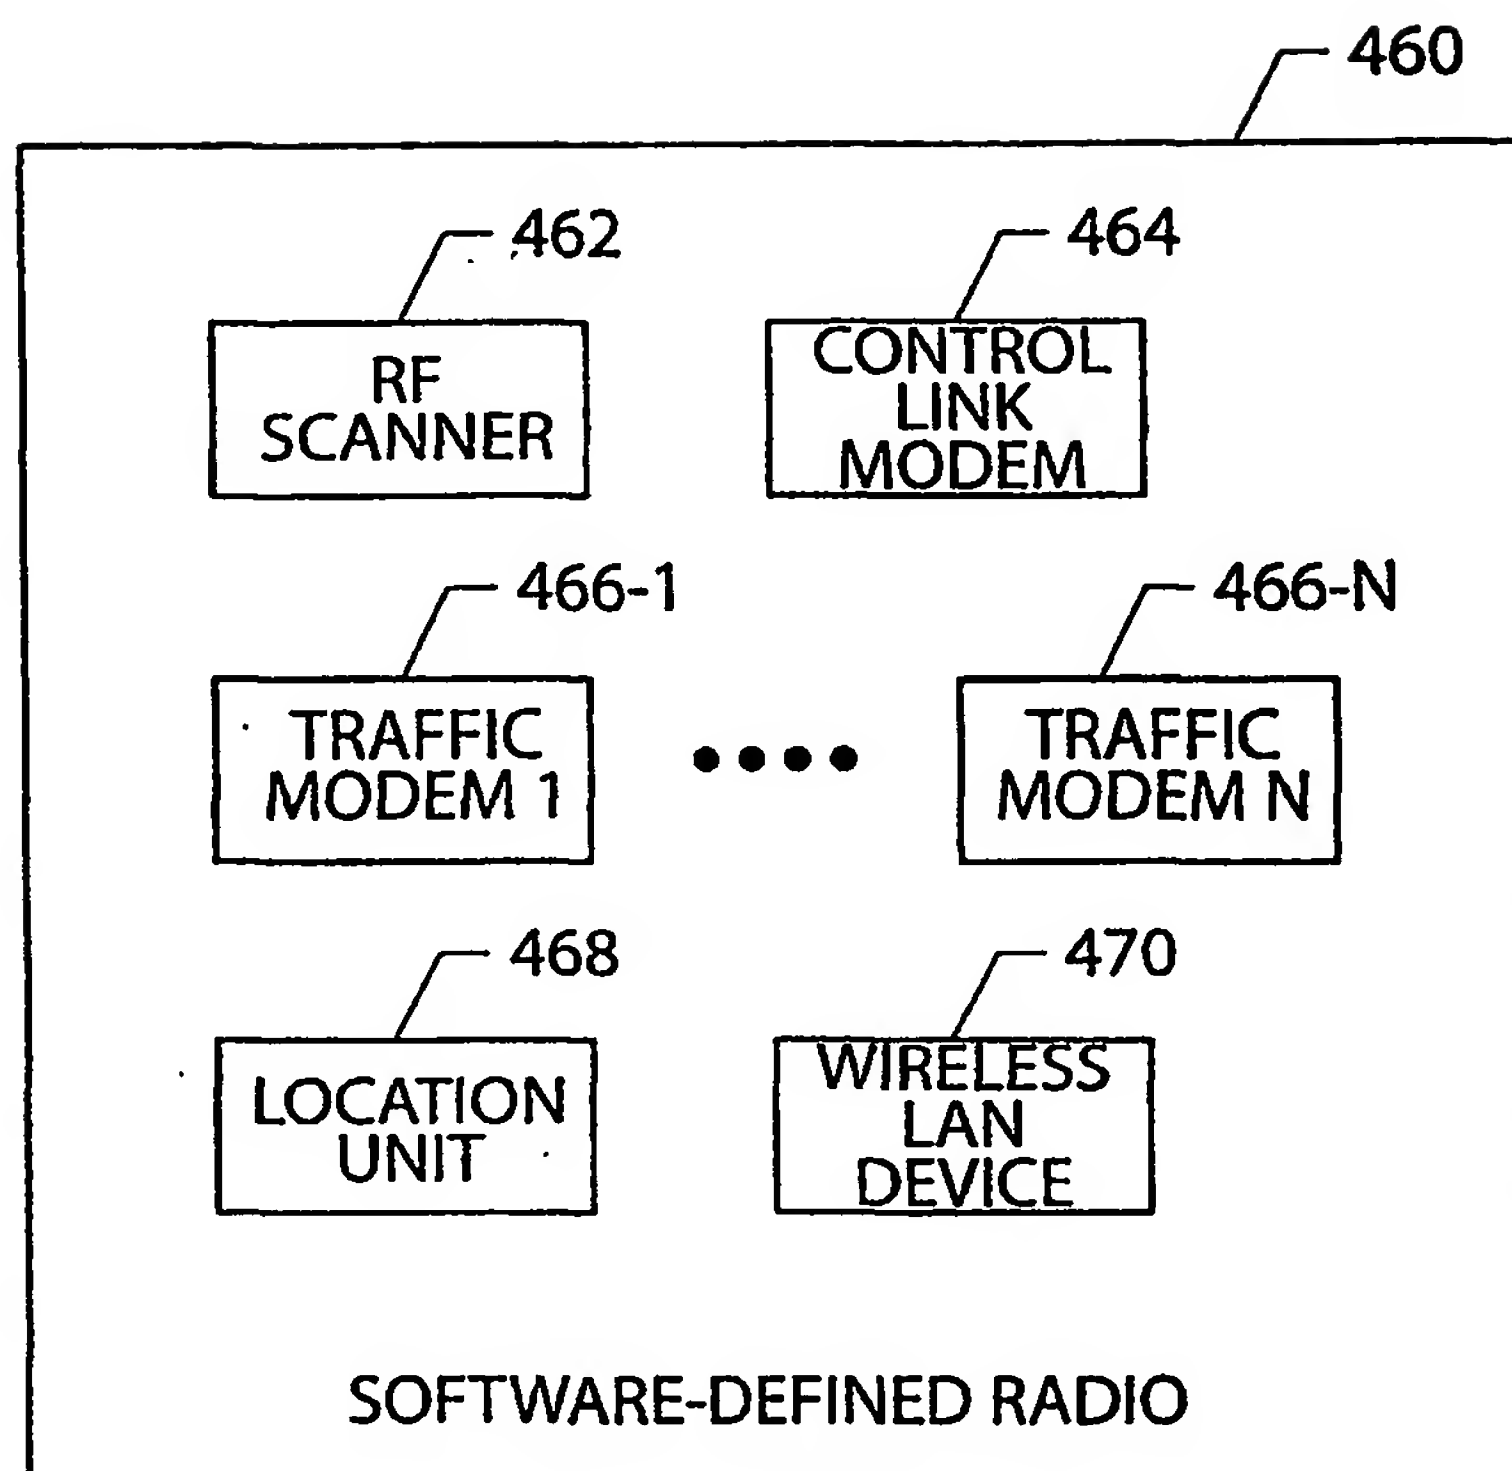 460
462
464
RF
SCANNER
CONTROL
LINK
MODEM
466-1
466-N
TRAFFIC
MODEM 1
TRAFFIC
MODEM N
468
470
LOCATION
UNIT
WIRELESS
LAN
DEVICE
SOFTWARE-DEFINED RADIO